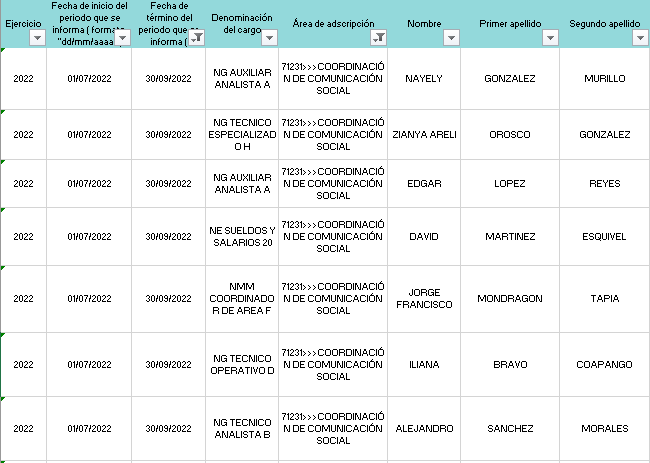 Ejercicio
Fecha de inicio del
periodo que se
informa ( formato
"dd/mm/aaaa
Fecha de
término del
periodo que se
informa (
Denominación
del cargo
Área de adscripción
Nombre
Primer apellido
Segundo apellido
2022
01/07/2022
30/09/2022
NG AUXILIAR
ANALISTA A
71231>>>COORDINACIÓ
N DE COMUNICACIÓN
SOCIAL
NAYELY
GONZALEZ
MURILLO
2022
01/07/2022
30/09/2022
NG TECNICO
ESPECIALIZAD
O H
71231>>>COORDINACIÓ
N DE COMUNICACIÓN
SOCIAL
ZIANYA ARELI
OROSCO
GONZALEZ
2022
01/07/2022
30/09/2022
NG AUXILIAR
ANALISTA A
71231>>>COORDINACIÓ
N DE COMUNICACIÓN
SOCIAL
EDGAR
LOPEZ
REYES
2022
01/07/2022
30/09/2022
NE SUELDOS Y
SALARIOS 20
71231>>>COORDINACIÓ
N DE COMUNICACIÓN
SOCIAL
DAVID
MARTINEZ
ESQUIVEL
2022
01/07/2022
30/09/2022
NMM
COORDINADO
R DE AREA F
71231>>>COORDINACIÓ
N DE COMUNICACIÓN
SOCIAL
JORGE
FRANCISCO
MONDRAGON
TAPIA
2022
01/07/2022
30/09/2022
NG TECNICO
OPERATIVO D
71231>>>COORDINACIÓ
N DE COMUNICACIÓN
SOCIAL
ILIANA
BRAVO
COAPANGO
2022
01/07/2022
30/09/2022
NG TECNICO
ANALISTA B
71231>>>COORDINACIÓ
N DE COMUNICACIÓN
SOCIAL
ALEJANDRO
SANCHEZ
MORALES